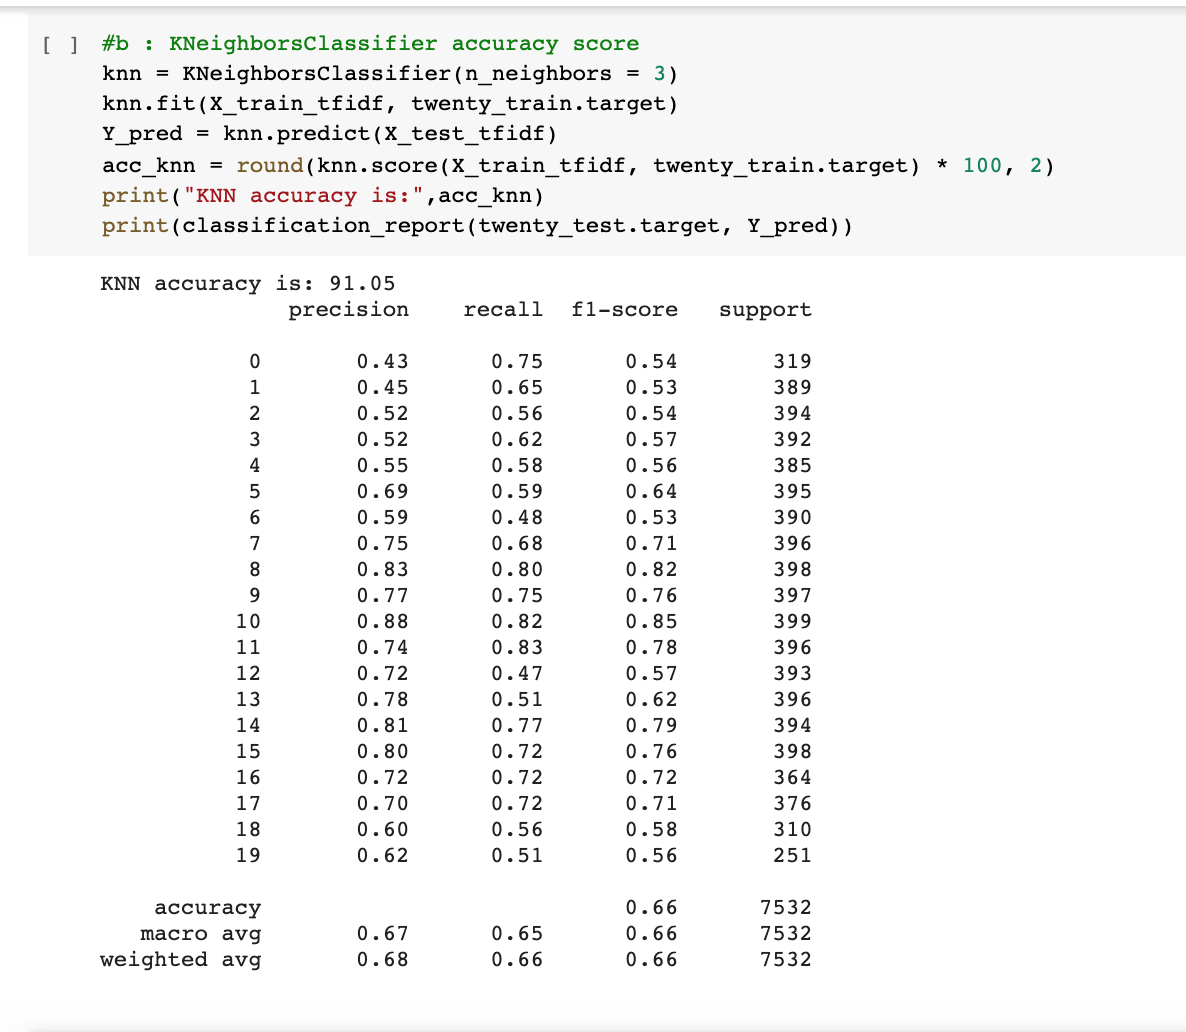 [ ] #b : KNeighborsClassifier accuracy score
knn = KNeighborsClassifier(n_neighbors = 3)
knn.fit(X_train_tfidf, twenty_train.target)
Y_pred = knn.predict(X_test_tfidf)
acc_knn = round(knn.score(X_train_tfidf, twenty_train.target) * 100, 2)
print("KNN accuracy is:",acc_knn)
print(classification_report(twenty_test.target, Y_pred))
KNN accuracy is: 91.05
precision recall f1-score support
0 0.43 0.75 0.54 319
1 0.45 0.65 0.53 389
2 0.52 0.56 0.54 394
3 0.52 0.62 0.57 392
4 0.55 0.58 0.56 385
5 0.69 0.59 0.64 395
6 0.59 0.48 0.53 390
7 0.75 0.68 0.71 396
8 0.83 0.80 0.82 398
9 0.77 0.75 0.76 397
10 0.88 0.82 0.85 399
11 0.74 0.83 0.78 396
12 0.72 0.47 0.57 393
13 0.78 0.51 0.62 396
14 0.81 0.77 0.79 394
15 0.80 0.72 0.76 398
16 0.72 0.72 0.72 364
17 0.70 0.72 0.71 376
18 0.60 0.56 0.58 310
19 0.62 0.51 0.56 251
accuracy 0.66 7532
macro avg 0.67 0.65 0.66 7532
weighted avg 0.68 0.66 0.66 7532